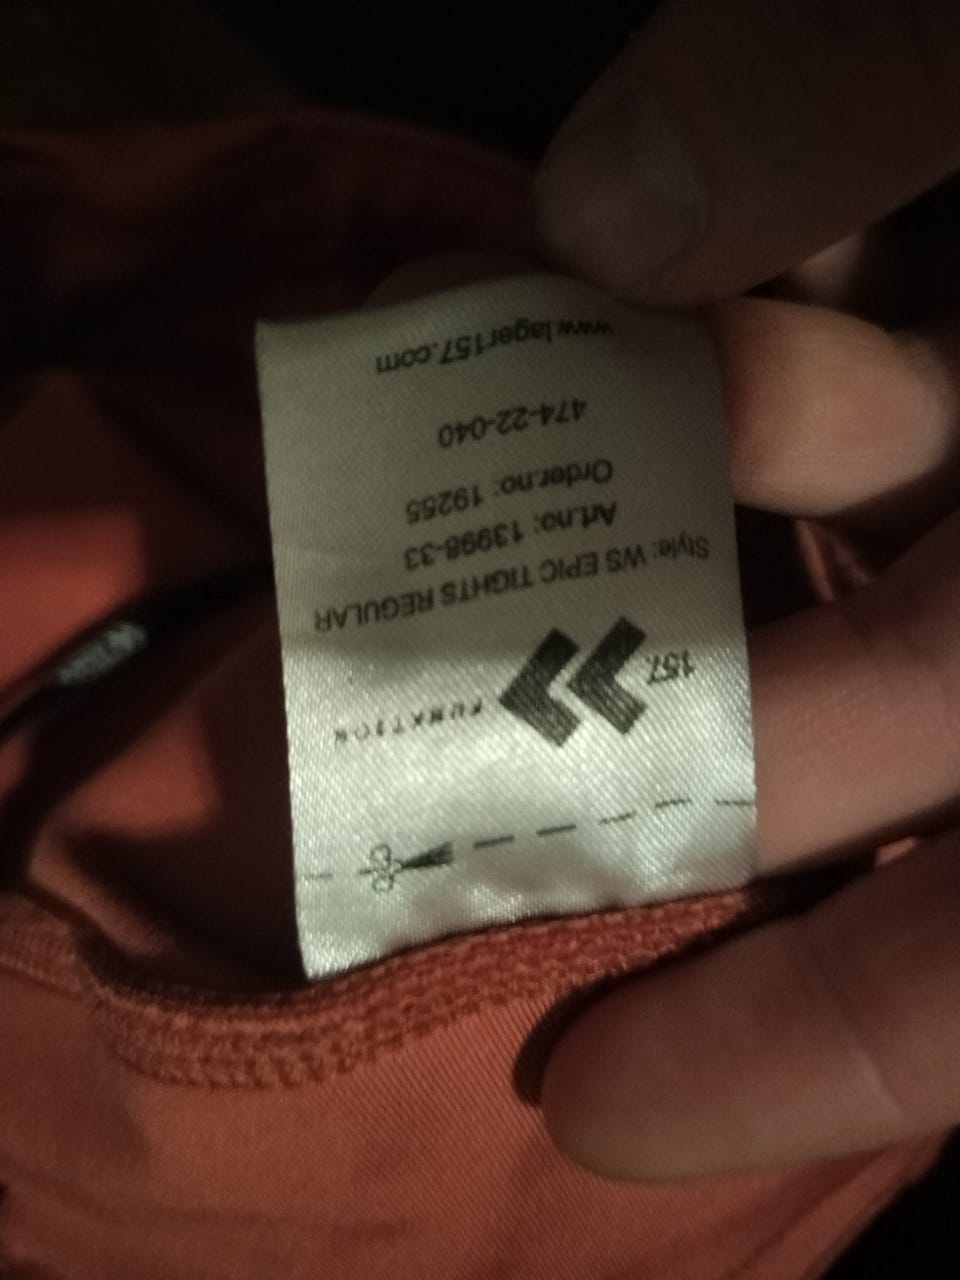 157.
FUNKTION
Style: WS EPIC TIGHTS REGULAR
Art.no: 13998-33
Order.no: 19255
474-22-040
www.lager157.com